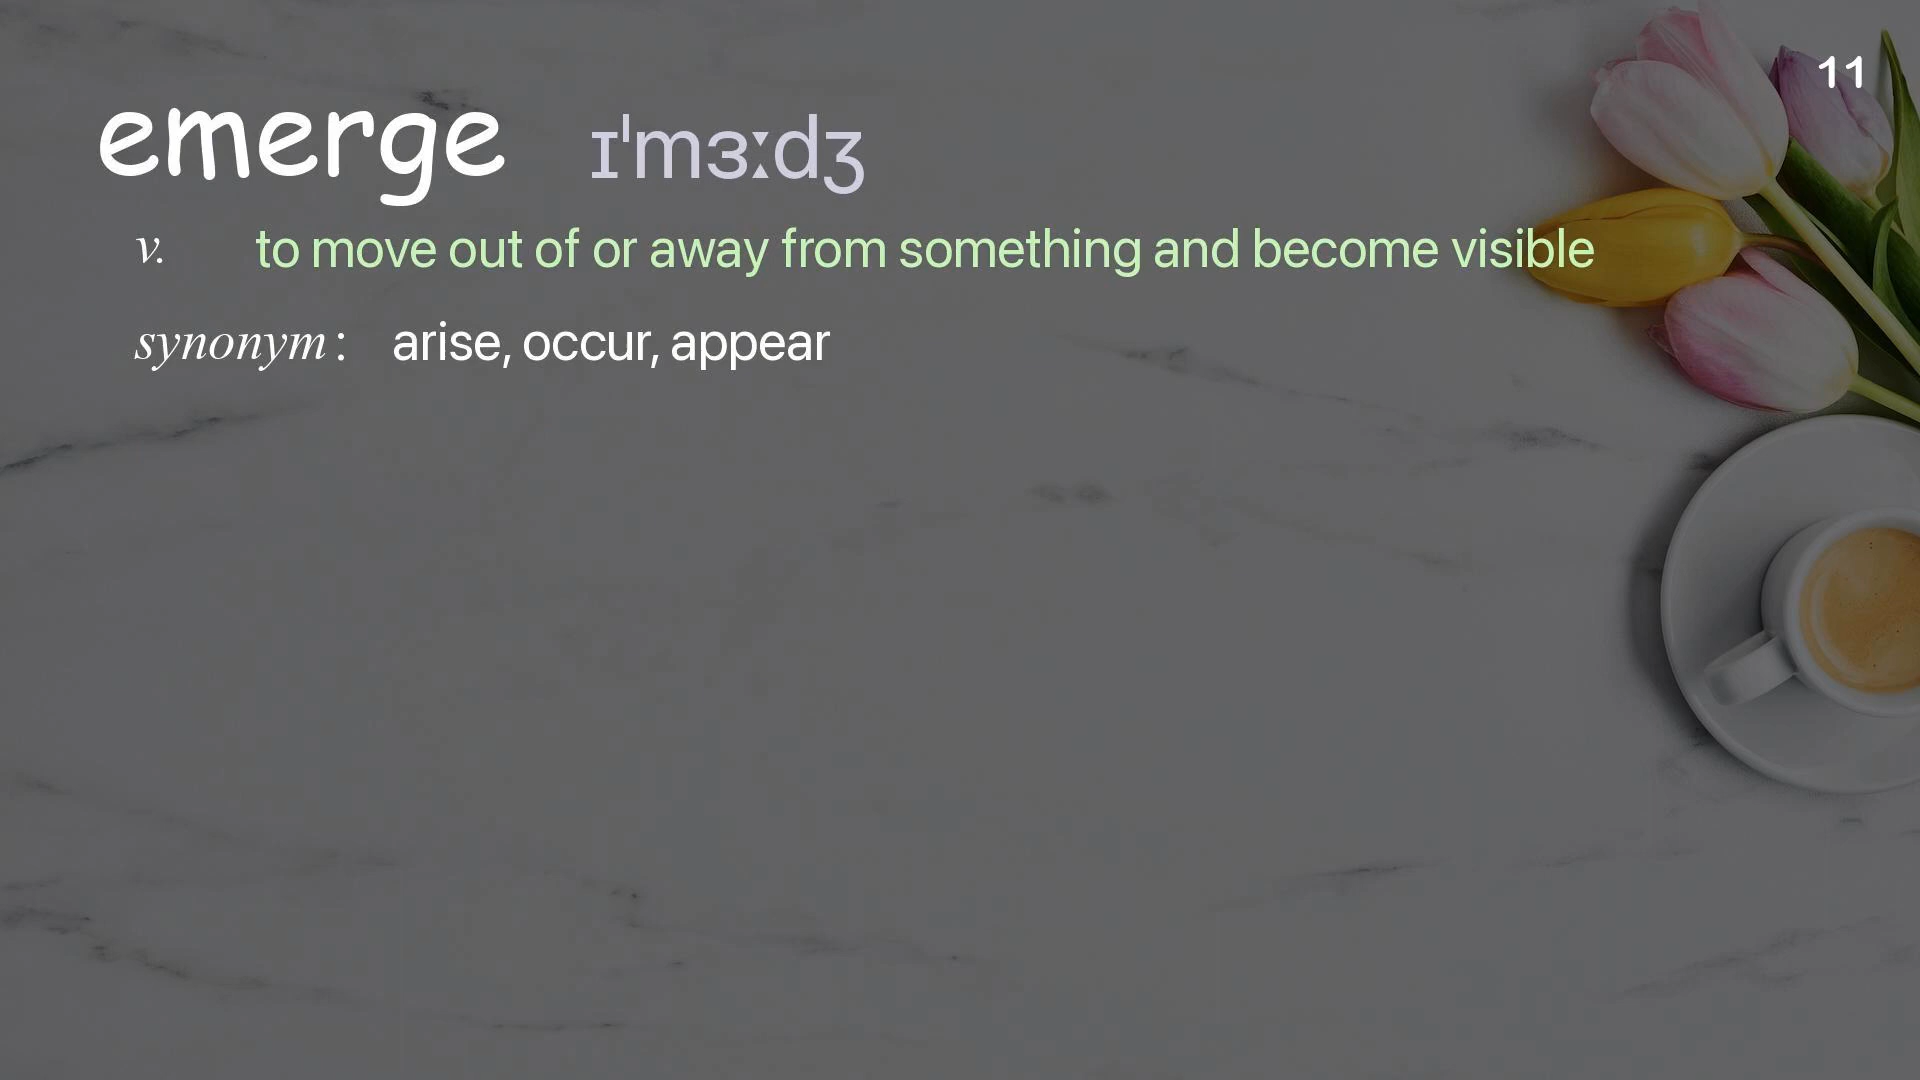 11
emerge ɪˈmɜːdʒ
v. to move out of or away from something and become visible
synonym: arise, occur, appear